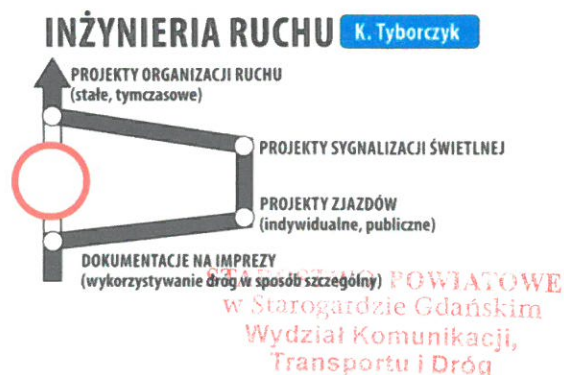 INŻYNIERIA RUCHU K. Tyborczyk
PROJEKTY ORGANIZACJI RUCHU
(stałe, tymczasowe)
PROJEKTY SYGNALIZACJI ŚWIETLNEJ
PROJEKTY ZJAZDÓW
(indywidualne, publiczne)
DOKUMENTACJE NA IMPREZY
(wykorzystywanie dróg w sposób szczególny)
STAROSTWO POWIATOWE
w Starogardzie Gdańskim
Wydział Komunikacji,
Transportu i Dróg